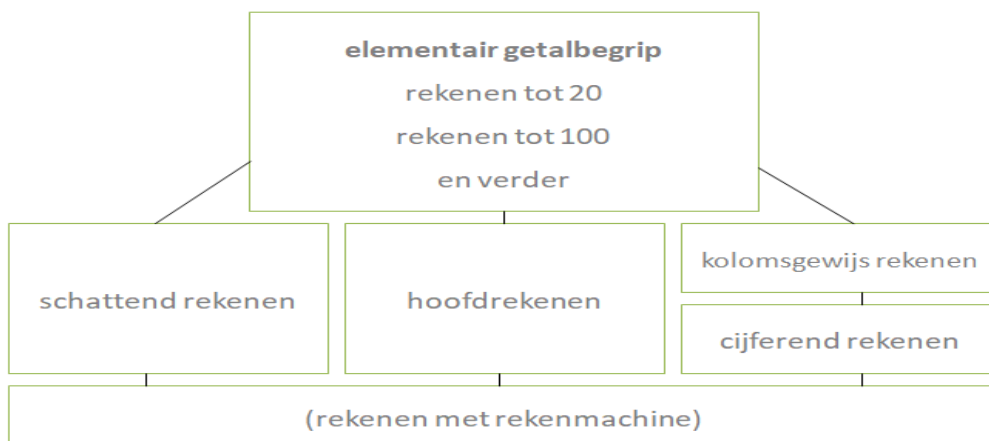 elementair getalbegrip
rekenen tot 20
rekenen tot 100
en verder
schattend rekenen
hoofdrekenen
kolomsgewijs rekenen
cijferend rekenen
(rekenen met rekenmachine)